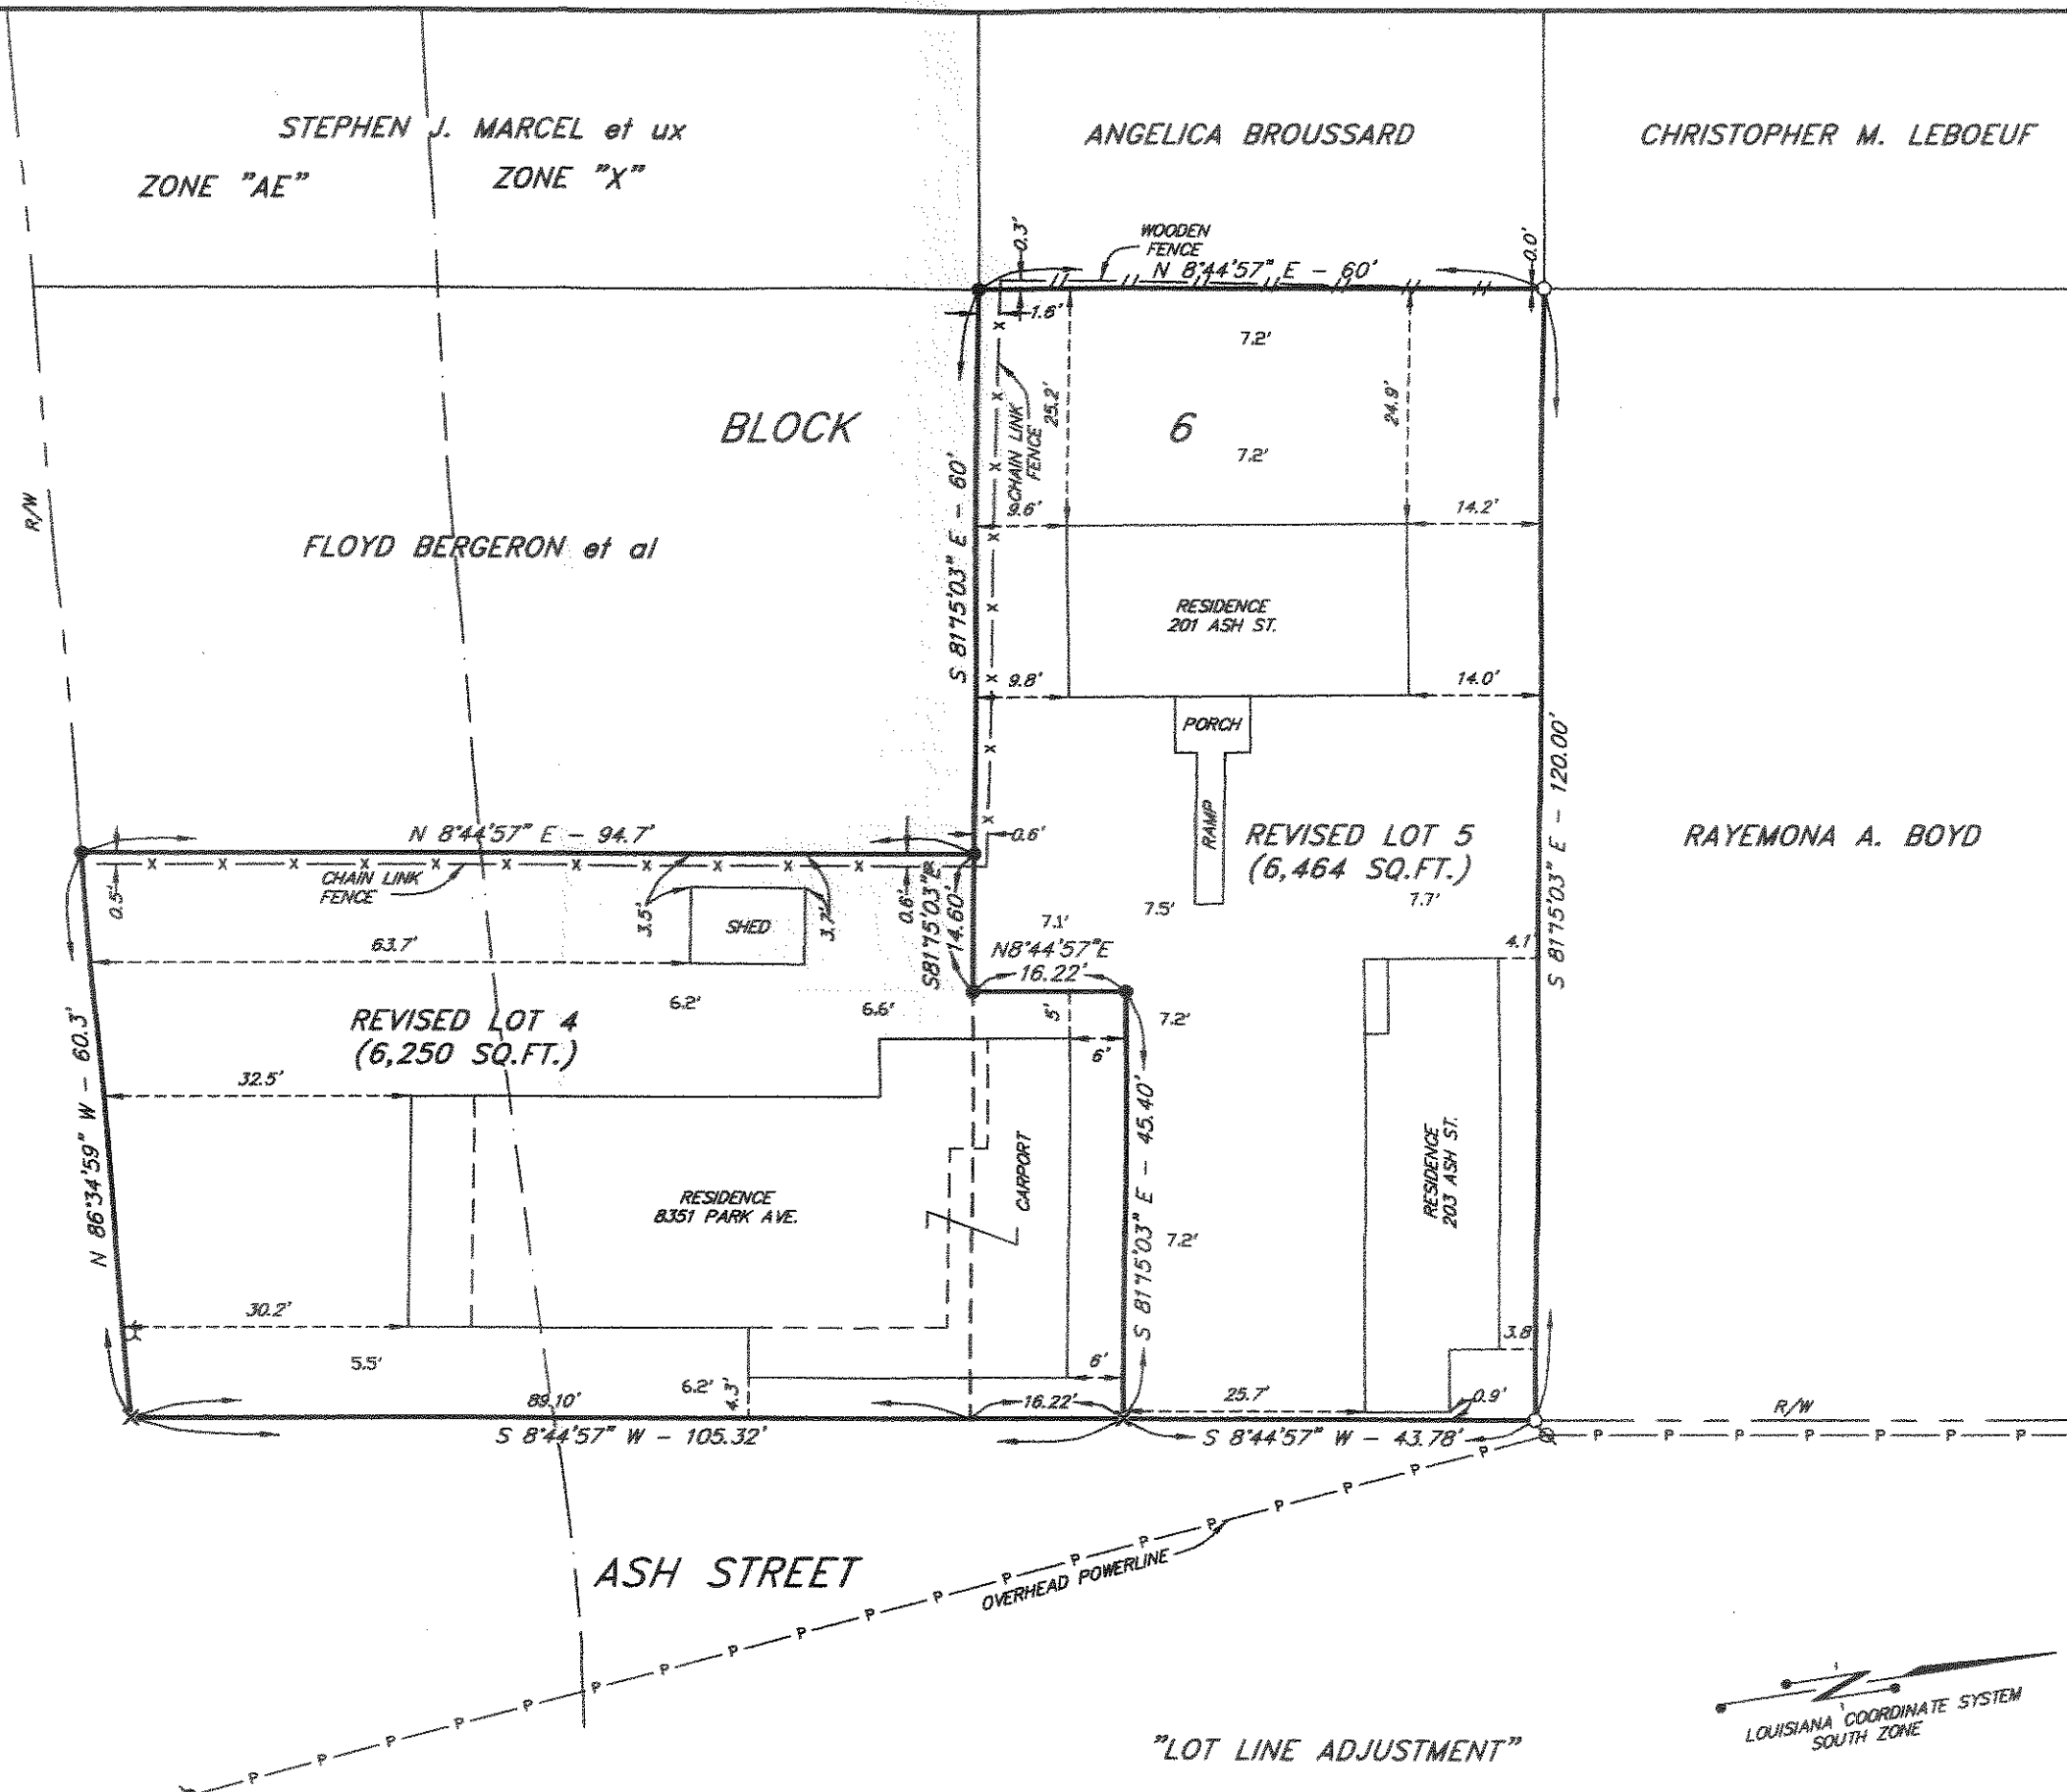 STEPHEN J. MARCEL et ux
ZONE "AE"
ZONE "X"
ANGELICA BROUSSARD
CHRISTOPHER M. LEBOEUF
0.3'
WOODEN
FENCE
N 8°44'57" E - 60'
0.0'
1.6'
7.2'
BLOCK
6
25.2'
24.9'
CHAIN LINK
FENCE
7.2'
S 81°15'03" E - 60'
R/W
9.6'
14.2'
FLOYD BERGERON et al
RESIDENCE
201 ASH ST.
9.8'
14.0'
PORCH
RAMP
S 81°15'03" E - 120.00'
N 8°44'57" E - 94.7'
0.6'
REVISED LOT 5
(6,464 SQ.FT.)
RAYEMONA A. BOYD
CHAIN LINK
FENCE
0.5'
3.5'
SHED
3.7'
0.6'
S81°15'03"E
14.60'
7.1'
7.5'
7.7'
63.7'
N8°44'57"E
16.22'
4.1'
6.2'
6.6'
5'
7.2'
REVISED LOT 4
(6,250 SQ.FT.)
6'
32.5'
N 86°34'59" W - 60.3'
CARPORT
S 81°15'03" E - 45.40'
RESIDENCE
203 ASH ST.
RESIDENCE
8351 PARK AVE.
7.2'
30.2'
3.8'
5.5'
6.2'
4.3'
6'
89.10'
16.22'
25.7'
0.9'
S 8°44'57" W - 105.32'
S 8°44'57" W - 43.78'
R/W
P P P P P P P
P P P P P P P P P P P P P P P P P P P
ASH STREET
OVERHEAD POWERLINE
LOUISIANA COORDINATE SYSTEM
SOUTH ZONE
"LOT LINE ADJUSTMENT"